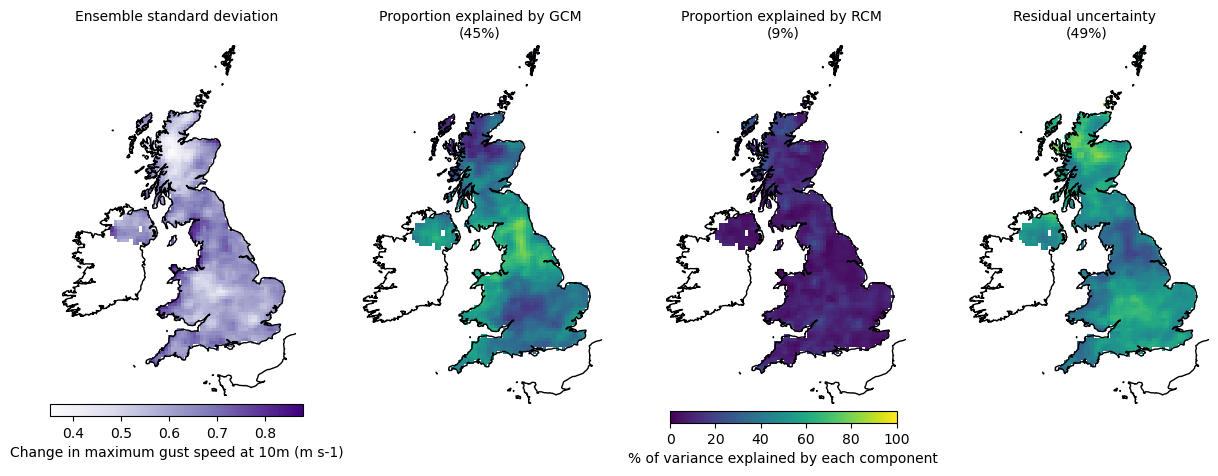 Ensemble standard deviation
Proportion explained by GCM
(45%)
Proportion explained by RCM
(9%)
Residual uncertainty
(49%)
0.4 0.5 0.6 0.7 0.8
Change in maximum gust speed at 10m (m s-1)
0 20 40 60 80 100
% of variance explained by each component